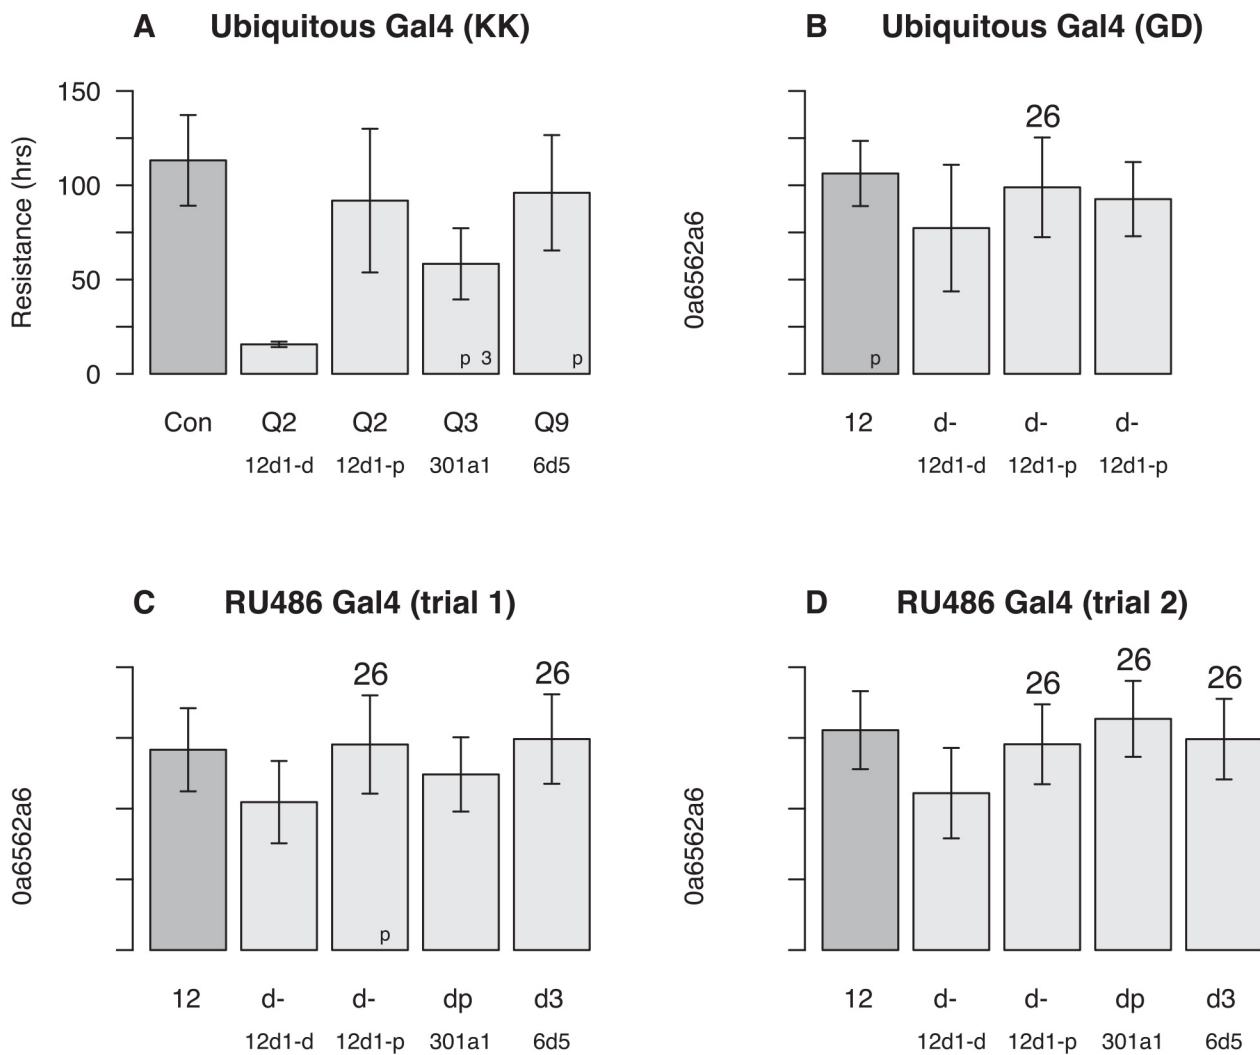 A Ubiquitous Gal4 (KK)
150
100
50
0
Resistance (hrs)
p 3
p
Con Q2 Q2 Q3 Q9
12d1-d 12d1-p 301a1 6d5
B Ubiquitous Gal4 (GD)
26
0a6562a6
p
12 d- d- d-
12d1-d 12d1-p 12d1-p
C RU486 Gal4 (trial 1)
26 26
0a6562a6
p
12 d- d- dp d3
12d1-d 12d1-p 301a1 6d5
D RU486 Gal4 (trial 2)
26 26 26
0a6562a6
12 d- d- dp d3
12d1-d 12d1-p 301a1 6d5